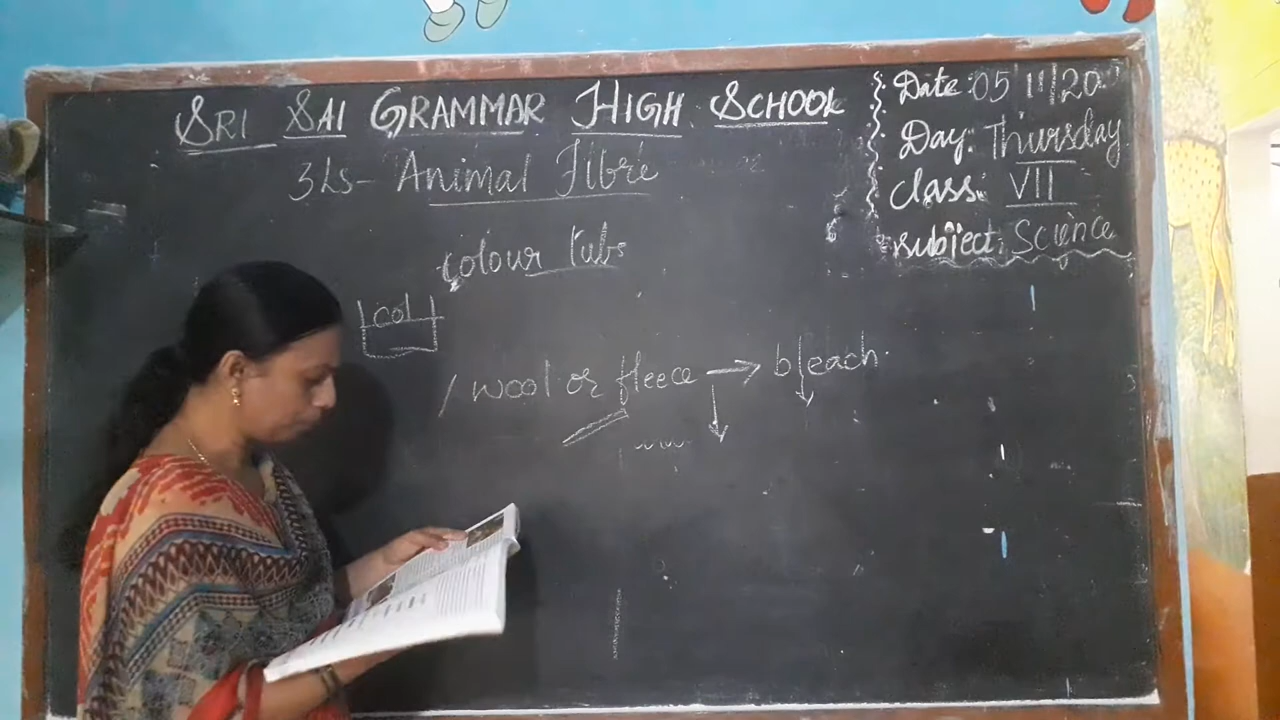 SRI SAI GRAMMAR HIGH SCHOOL
3Ls- Animal Fibre
colour tubs
col
wool or fleece → bleach
Date: 05/11/20
Day: Thursday
Class: VII
Subject: Science